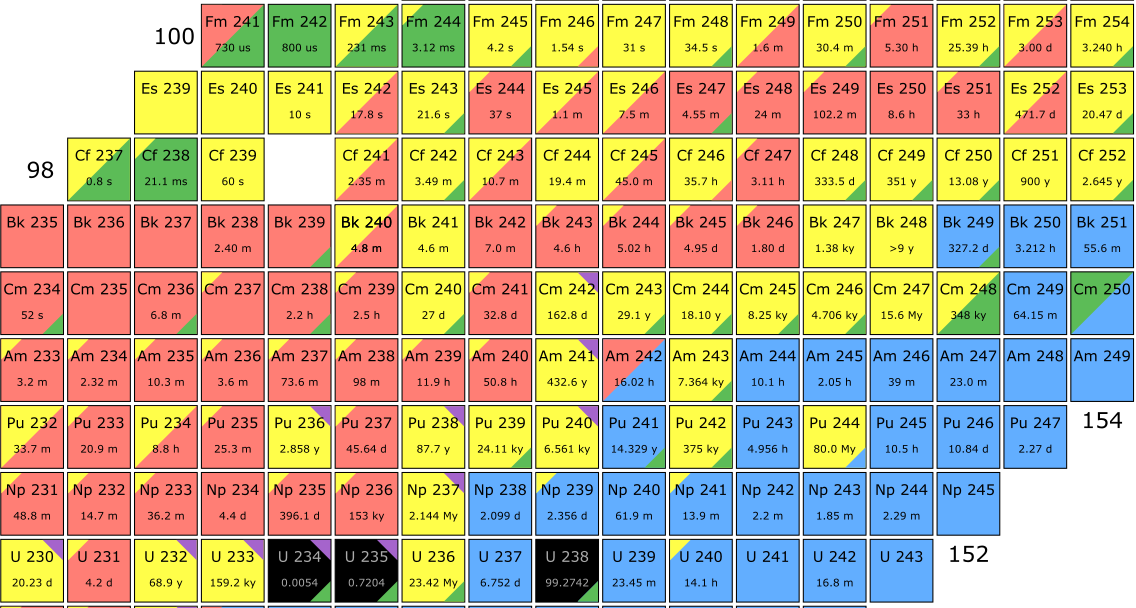 100 Fm 241 Fm 242 Fm 243 Fm 244 Fm 245 Fm 246 Fm 247 Fm 248 Fm 249 Fm 250 Fm 251 Fm 252 Fm 253 Fm 254
730 us 800 us 231 ms 3.12 ms 4.2 s 1.54 s 31 s 34.5 s 1.6 m 30.4 m 5.30 h 25.39 h 3.00 d 3.240 h
Es 239 Es 240 Es 241 Es 242 Es 243 Es 244 Es 245 Es 246 Es 247 Es 248 Es 249 Es 250 Es 251 Es 252 Es 253
10 s 17.8 s 21.6 s 37 s 1.1 m 7.5 m 4.55 m 24 m 102.2 m 8.6 h 33 h 471.7 d 20.47 d
98 Cf 237 Cf 238 Cf 239 Cf 241 Cf 242 Cf 243 Cf 244 Cf 245 Cf 246 Cf 247 Cf 248 Cf 249 Cf 250 Cf 251 Cf 252
0.8 s 21.1 ms 60 s 2.35 m 3.49 m 10.7 m 19.4 m 45.0 m 35.7 h 3.11 h 333.5 d 351 y 13.08 y 900 y 2.645 y
Bk 235 Bk 236 Bk 237 Bk 238 Bk 239 Bk 240 Bk 241 Bk 242 Bk 243 Bk 244 Bk 245 Bk 246 Bk 247 Bk 248 Bk 249 Bk 250 Bk 251
2.40 m 4.8 m 4.6 m 7.0 m 4.6 h 5.02 h 4.95 d 1.80 d 1.38 ky >9 y 327.2 d 3.212 h 55.6 m
Cm 234 Cm 235 Cm 236 Cm 237 Cm 238 Cm 239 Cm 240 Cm 241 Cm 242 Cm 243 Cm 244 Cm 245 Cm 246 Cm 247 Cm 248 Cm 249 Cm 250
52 s 6.8 m 2.2 h 2.5 h 27 d 32.8 d 162.8 d 29.1 y 18.10 y 8.25 ky 4.706 ky 15.6 My 348 ky 64.15 m
Am 233 Am 234 Am 235 Am 236 Am 237 Am 238 Am 239 Am 240 Am 241 Am 242 Am 243 Am 244 Am 245 Am 246 Am 247 Am 248 Am 249
3.2 m 2.32 m 10.3 m 3.6 m 73.6 m 98 m 11.9 h 50.8 h 432.6 y 16.02 h 7.364 ky 10.1 h 2.05 h 39 m 23.0 m
Pu 232 Pu 233 Pu 234 Pu 235 Pu 236 Pu 237 Pu 238 Pu 239 Pu 240 Pu 241 Pu 242 Pu 243 Pu 244 Pu 245 Pu 246 Pu 247 154
33.7 m 20.9 m 8.8 h 25.3 m 2.858 y 45.64 d 87.7 y 24.11 ky 6.561 ky 14.329 y 375 ky 4.956 h 80.0 My 10.5 h 10.84 d 2.27 d
Np 231 Np 232 Np 233 Np 234 Np 235 Np 236 Np 237 Np 238 Np 239 Np 240 Np 241 Np 242 Np 243 Np 244 Np 245
48.8 m 14.7 m 36.2 m 4.4 d 396.1 d 153 ky 2.144 My 2.099 d 2.356 d 61.9 m 13.9 m 2.2 m 1.85 m 2.29 m
U 230 U 231 U 232 U 233 U 234 U 235 U 236 U 237 U 238 U 239 U 240 U 241 U 242 U 243 152
20.23 d 4.2 d 68.9 y 159.2 ky 0.0054 0.7204 23.42 My 6.752 d 99.2742 23.45 m 14.1 h 16.8 m